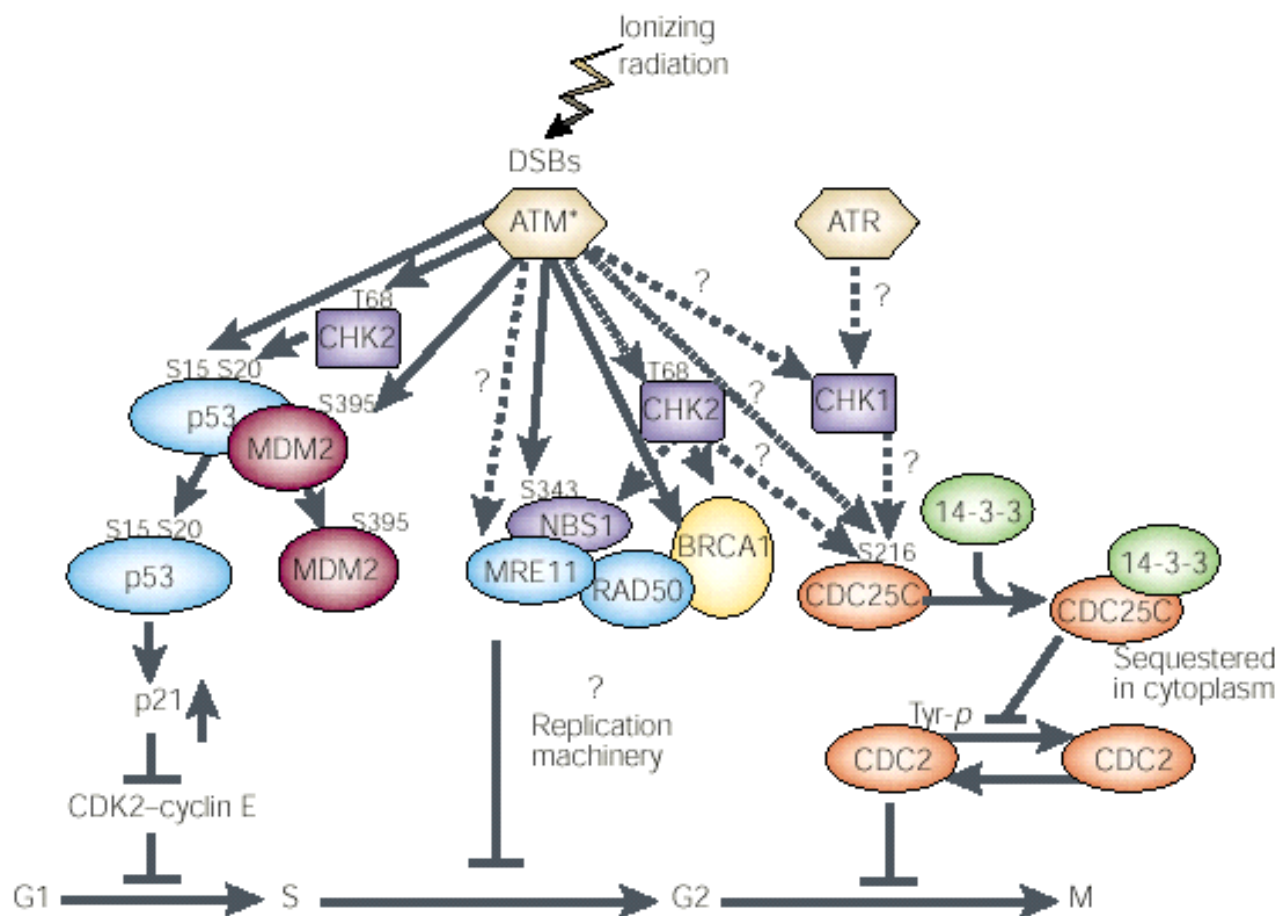 Ionizing
radiation
DSBs
ATM*
ATR
?
?
T68
CHK2
S15 S20
p53
MDM2
S395
?
T68
CHK2
?
CHK1
?
?
S343
NBS1
MRE11
RAD50
BRCA1
S216
CDC25C
14-3-3
14-3-3
CDC25C
Sequestered
in cytoplasm
S15 S20
p53
S395
MDM2
p21
?
Replication
machinery
Tyr-p
CDC2
CDC2
CDK2–cyclin E
G1
S
G2
M